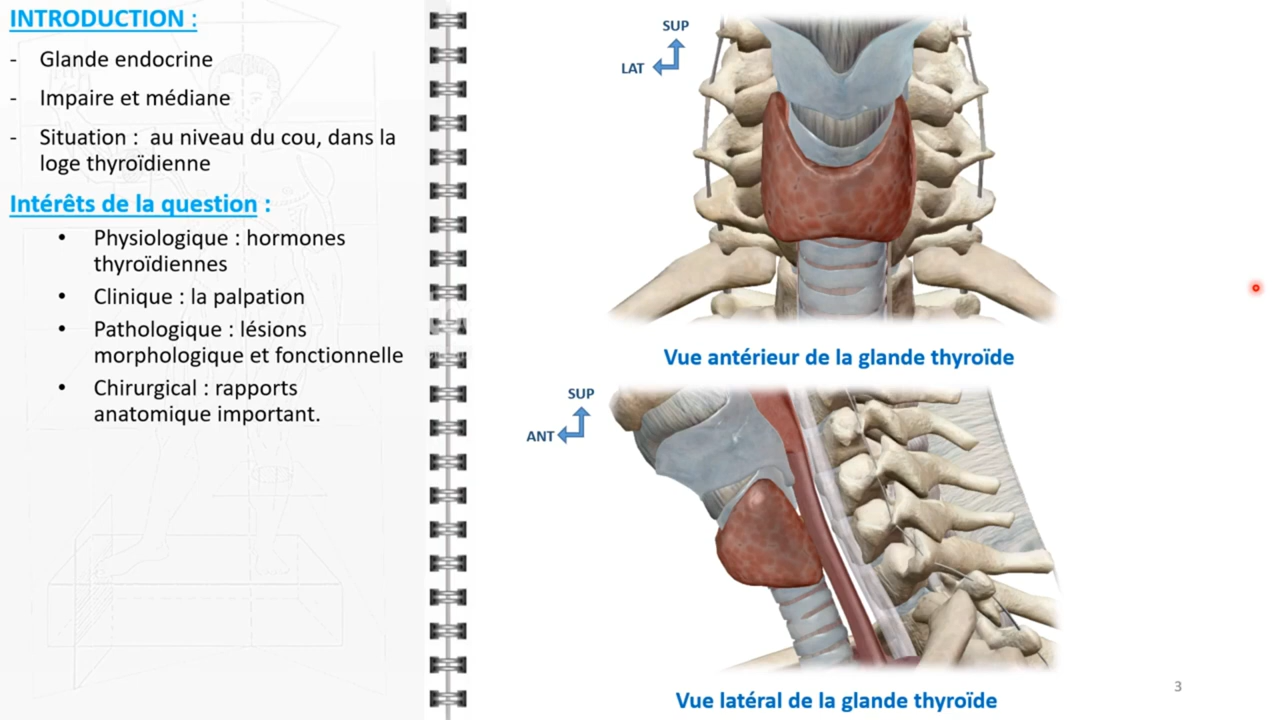 INTRODUCTION :
- Glande endocrine
- Impaire et médiane
- Situation : au niveau du cou, dans la
loge thyroïdienne
Intérêts de la question :
• Physiologique : hormones
thyroïdiennes
• Clinique : la palpation
• Pathologique : lésions
morphologique et fonctionnelle
• Chirurgical : rapports
anatomique important.
SUP
LAT
Vue antérieur de la glande thyroïde
SUP
ANT
Vue latéral de la glande thyroïde
3